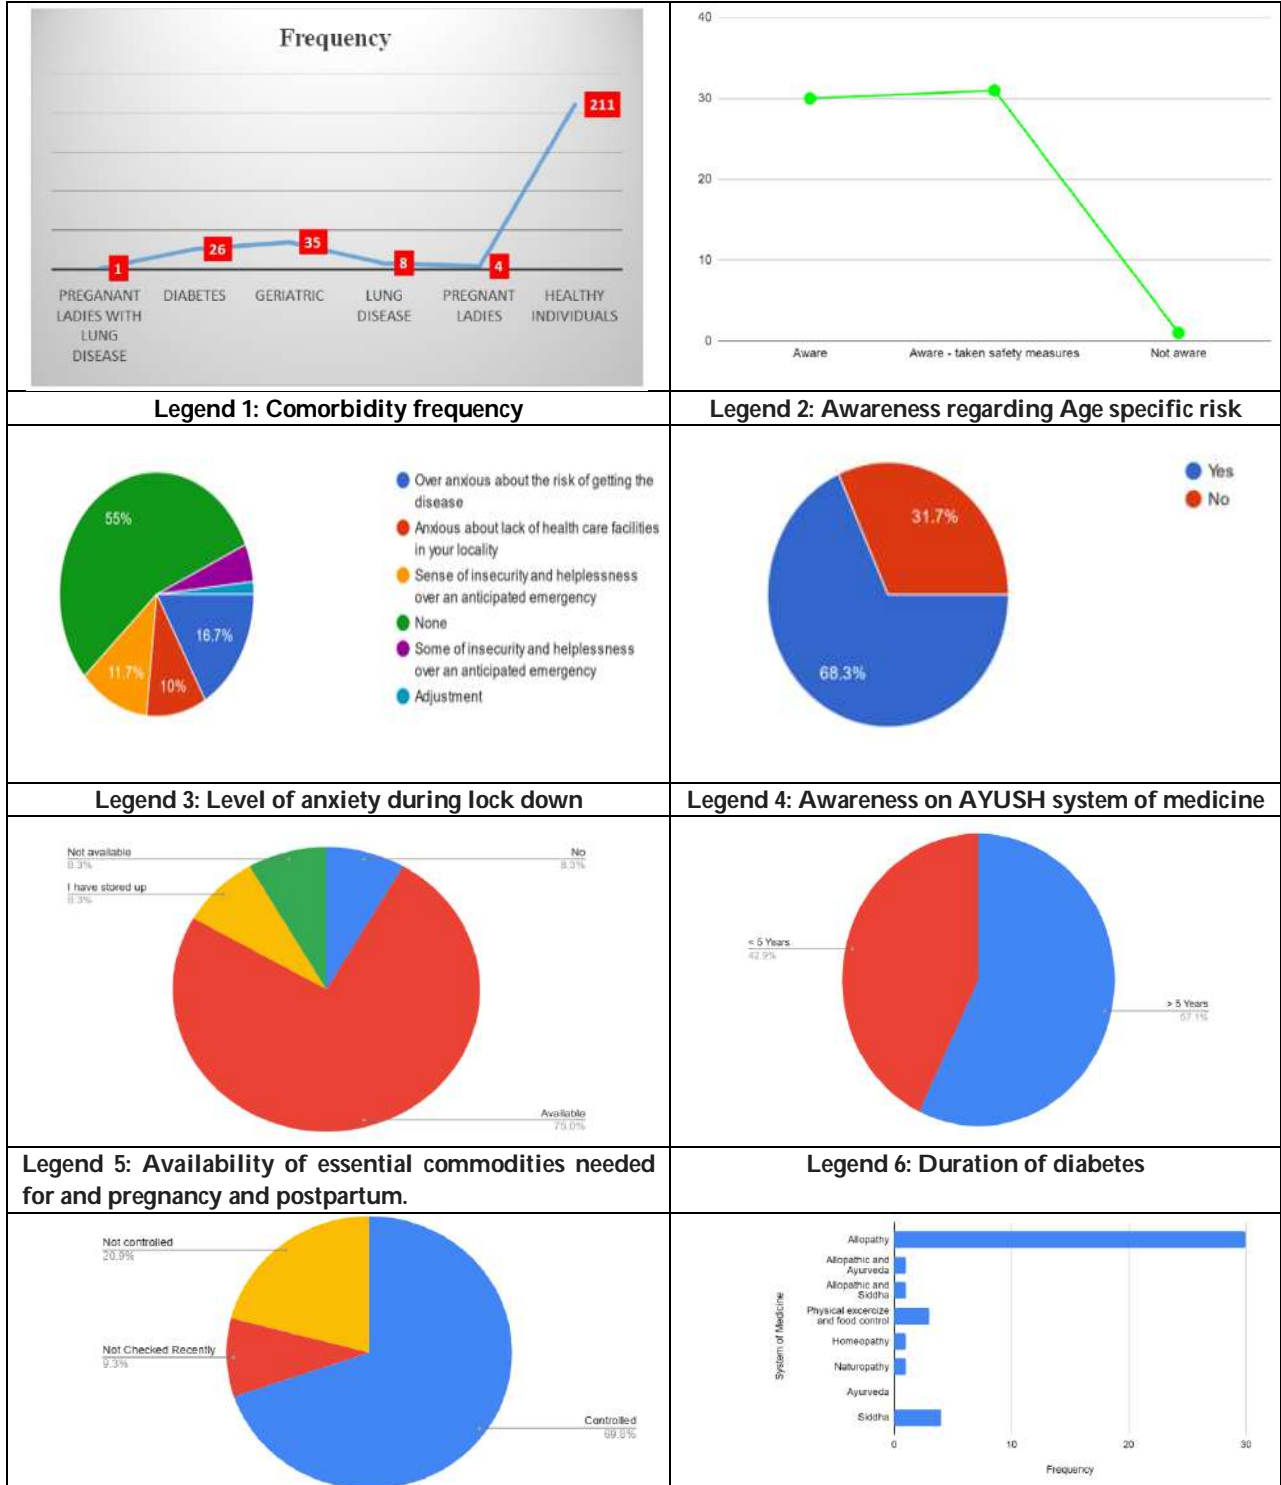 Frequency
211
1
26
35
8
4
PREGANANT
LADIES WITH
LUNG
DISEASE
DIABETES
GERIATRIC
LUNG
DISEASE
PREGNANT
LADIES
HEALTHY
INDIVIDUALS
40
30
20
10
0
Aware
Aware - taken safety measures
Not aware
Legend 1: Comorbidity frequency
Legend 2: Awareness regarding Age specific risk
55%
16.7%
11.7%
10%
Over anxious about the risk of getting the
disease
Anxious about lack of health care facilities
in your locality
Sense of insecurity and helplessness
over an anticipated emergency
None
Some of insecurity and helplessness
over an anticipated emergency
Adjustment
31.7%
68.3%
Yes
No
Legend 3: Level of anxiety during lock down
Legend 4: Awareness on AYUSH system of medicine
Not available
8.3%
I have stored up
8.3%
No
8.3%
Available
75.0%
< 5 Years
42.9%
> 5 Years
57.1%
Legend 5: Availability of essential commodities needed
for and pregnancy and postpartum.
Legend 6: Duration of diabetes
Not controlled
20.9%
Not Checked Recently
9.3%
Controlled
69.8%
System of Medicine
Allopathy
Allopathic and
Ayurveda
Allopathic and
Siddha
Physical excercize
and food control
Homeopathy
Naturopathy
Ayurveda
Siddha
0
10
20
30
Frequency